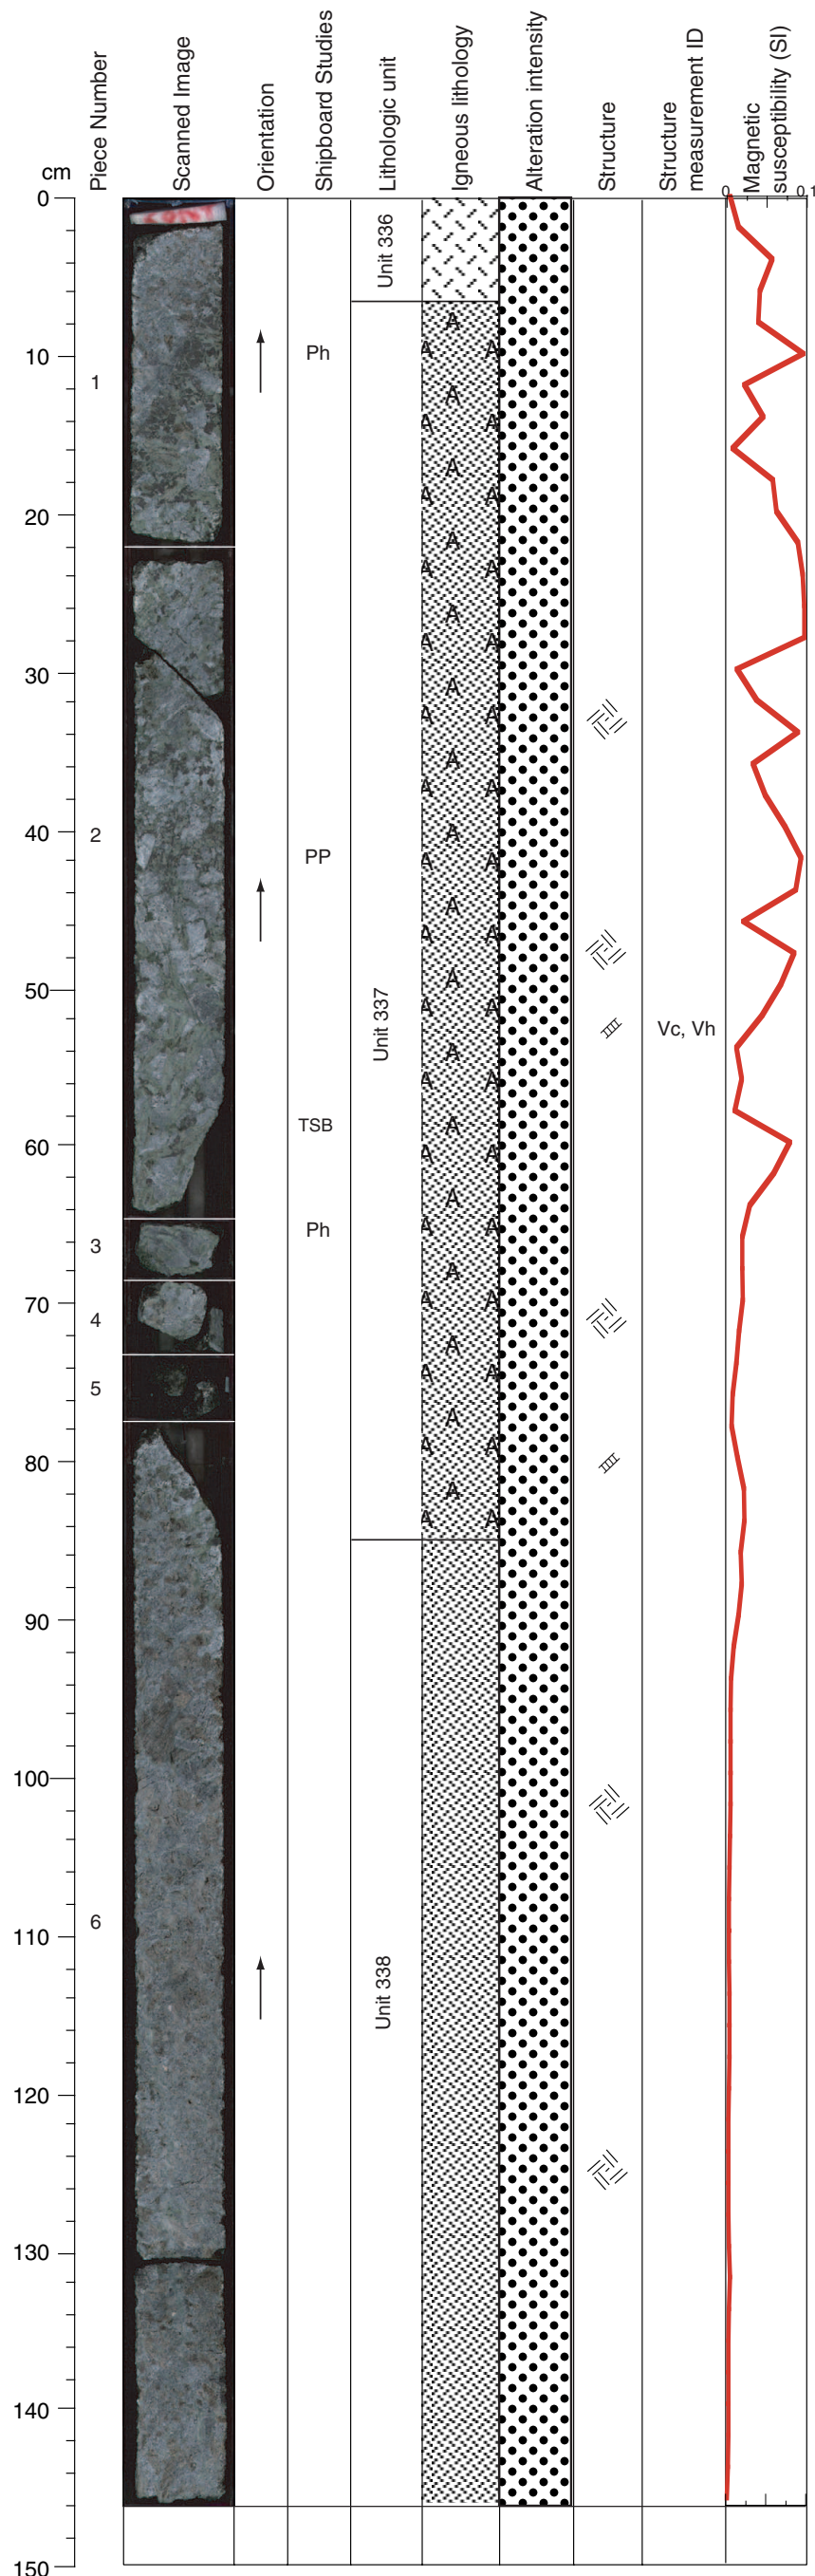 cm
Piece Number
Scanned Image
Orientation
Shipboard Studies
Lithologic unit
Igneous lithology
Alteration intensity
Structure
Structure
measurement ID
Magnetic
susceptibility (SI)
0 0.1
0
Unit 336
10
1
Ph
20
30
40
2
PP
50
Unit 337
Vc, Vh
60
TSB
3
Ph
70
4
5
80
90
100
110
6
Unit 338
120
130
140
150
A A A A A A A A A A A A A A A A A
A A A A A A A A A A A A A A A A A
A A A A A A A A A A A A A A A A A